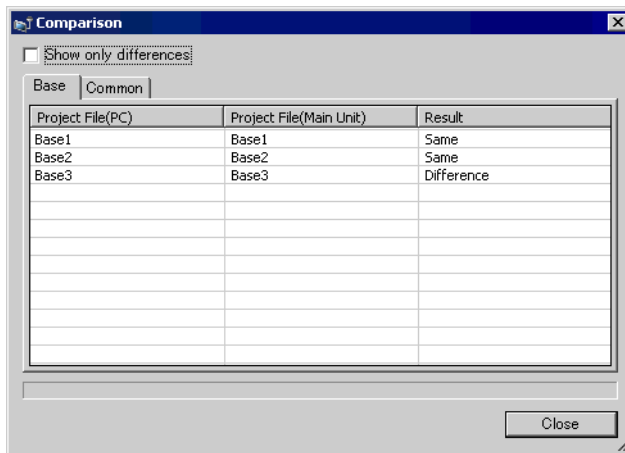 Comparison
Show only differences
Base Common
Project File(PC) Project File(Main Unit) Result
Base1 Base1 Same
Base2 Base2 Same
Base3 Base3 Difference
Close